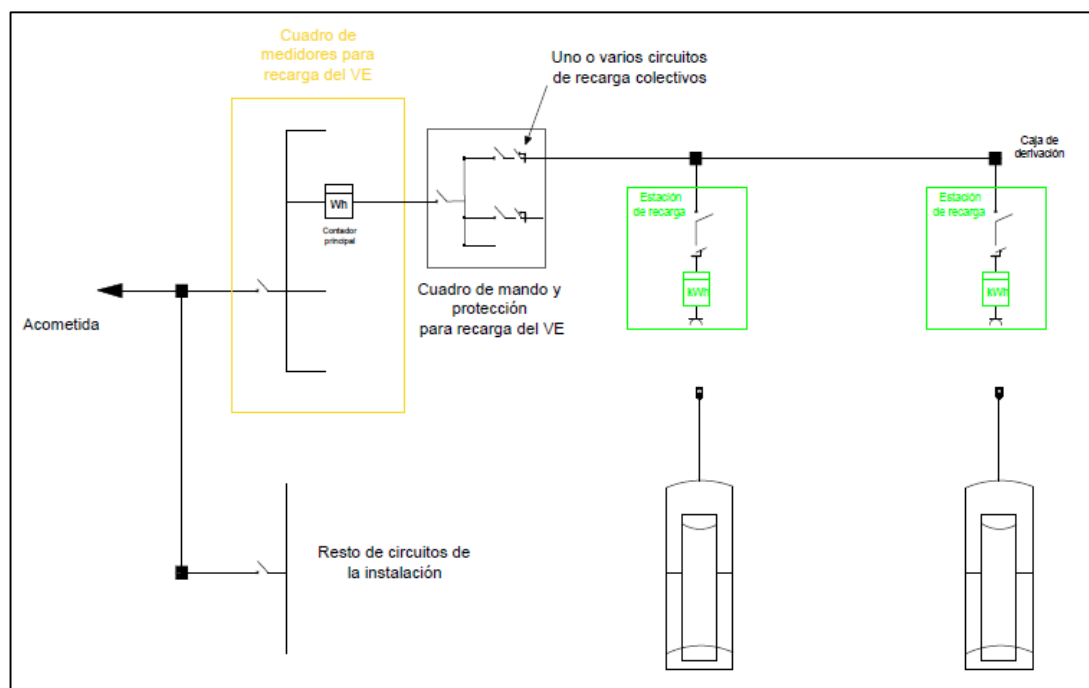 Cuadro de
medidores para
recarga del VE
Uno o varios circuitos
de recarga colectivos
Caja de
derivación
Wh
Contador
principal
Estación
de recarga
kWh
Estación
de recarga
kWh
Cuadro de mando y
protección
para recarga del VE
Acometida
Resto de circuitos de
la instalación